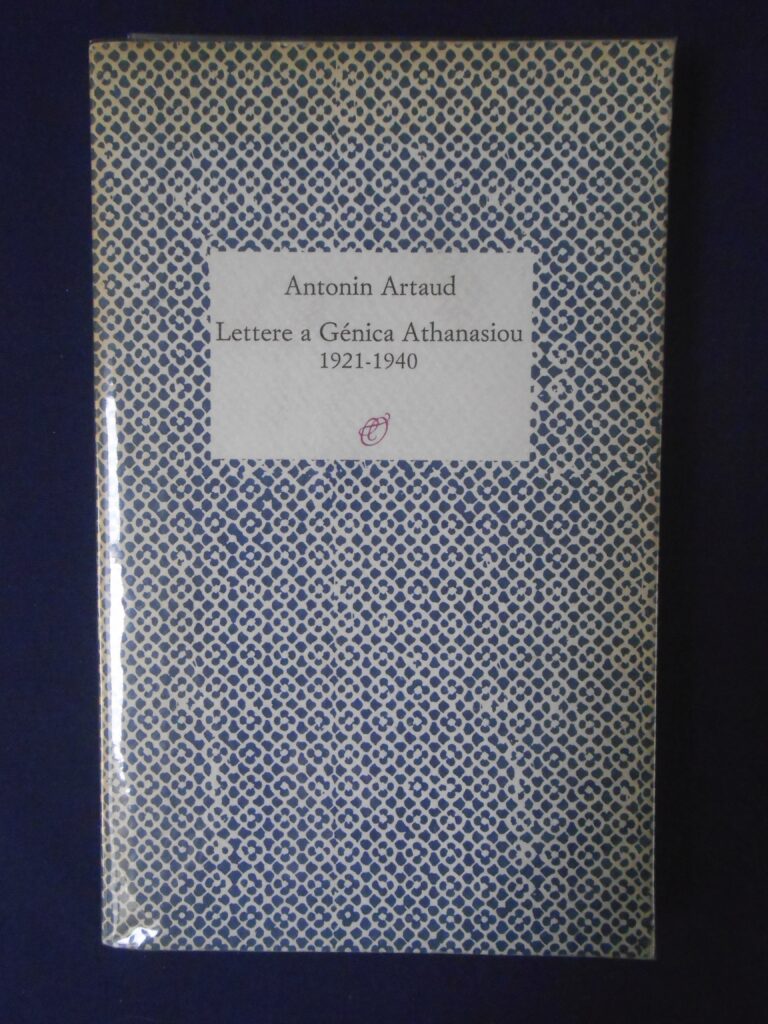 Antonin Artaud
Lettere a Génica Athanasiou
1921-1940